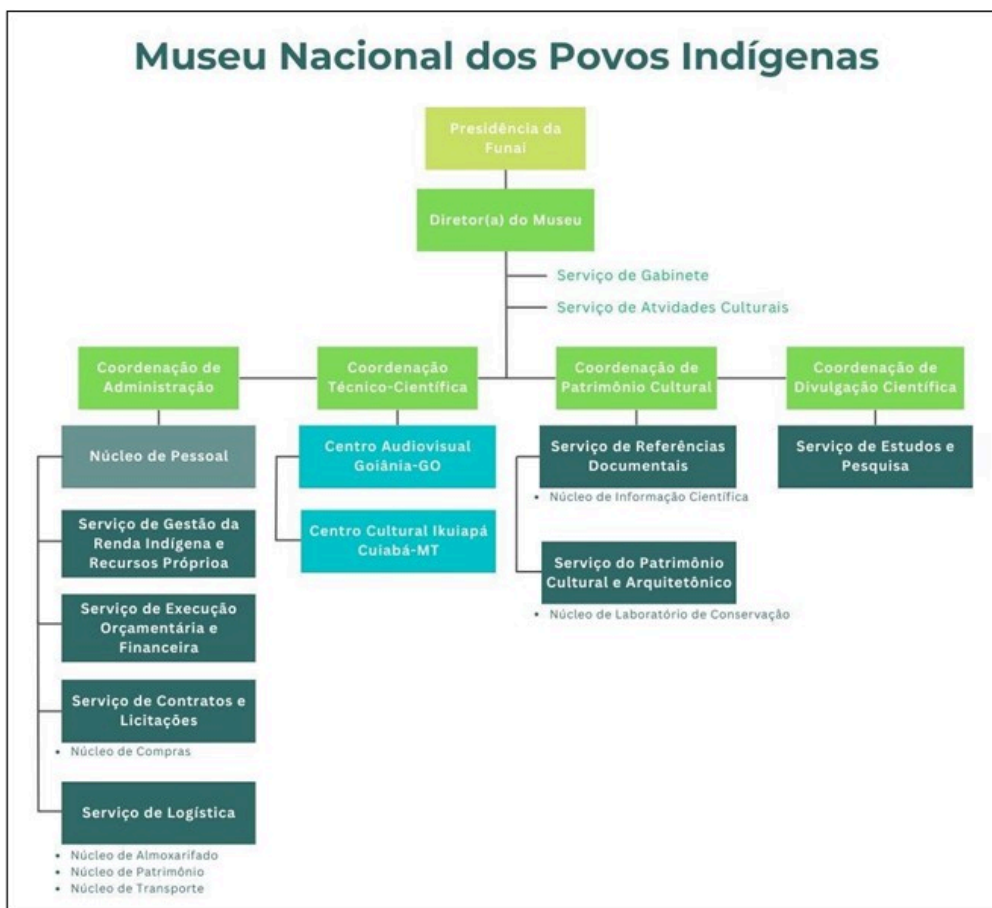 Museu Nacional dos Povos Indígenas
Presidência da
Funai
Diretor(a) do Museu
Serviço de Gabinete
Serviço de Atvidades Culturais
Coordenação de
Administração
Núcleo de Pessoal
Serviço de Gestão da
Renda Indígena e
Recursos Próprioa
Serviço de Execução
Orçamentária e
Financeira
Serviço de Contratos e
Licitações
• Núcleo de Compras
Serviço de Logística
• Núcleo de Almoxarifado
• Núcleo de Patrimônio
• Núcleo de Transporte
Coordenação
Técnico-Científica
Centro Audiovisual
Goiânia-GO
Centro Cultural Ikuiapá
Cuiabá-MT
Coordenação de
Patrimônio Cultural
Serviço de Referências
Documentais
• Núcleo de Informação Científica
Serviço do Patrimônio
Cultural e Arquitetônico
• Núcleo de Laboratório de Conservação
Coordenação de
Divulgação Científica
Serviço de Estudos e
Pesquisa